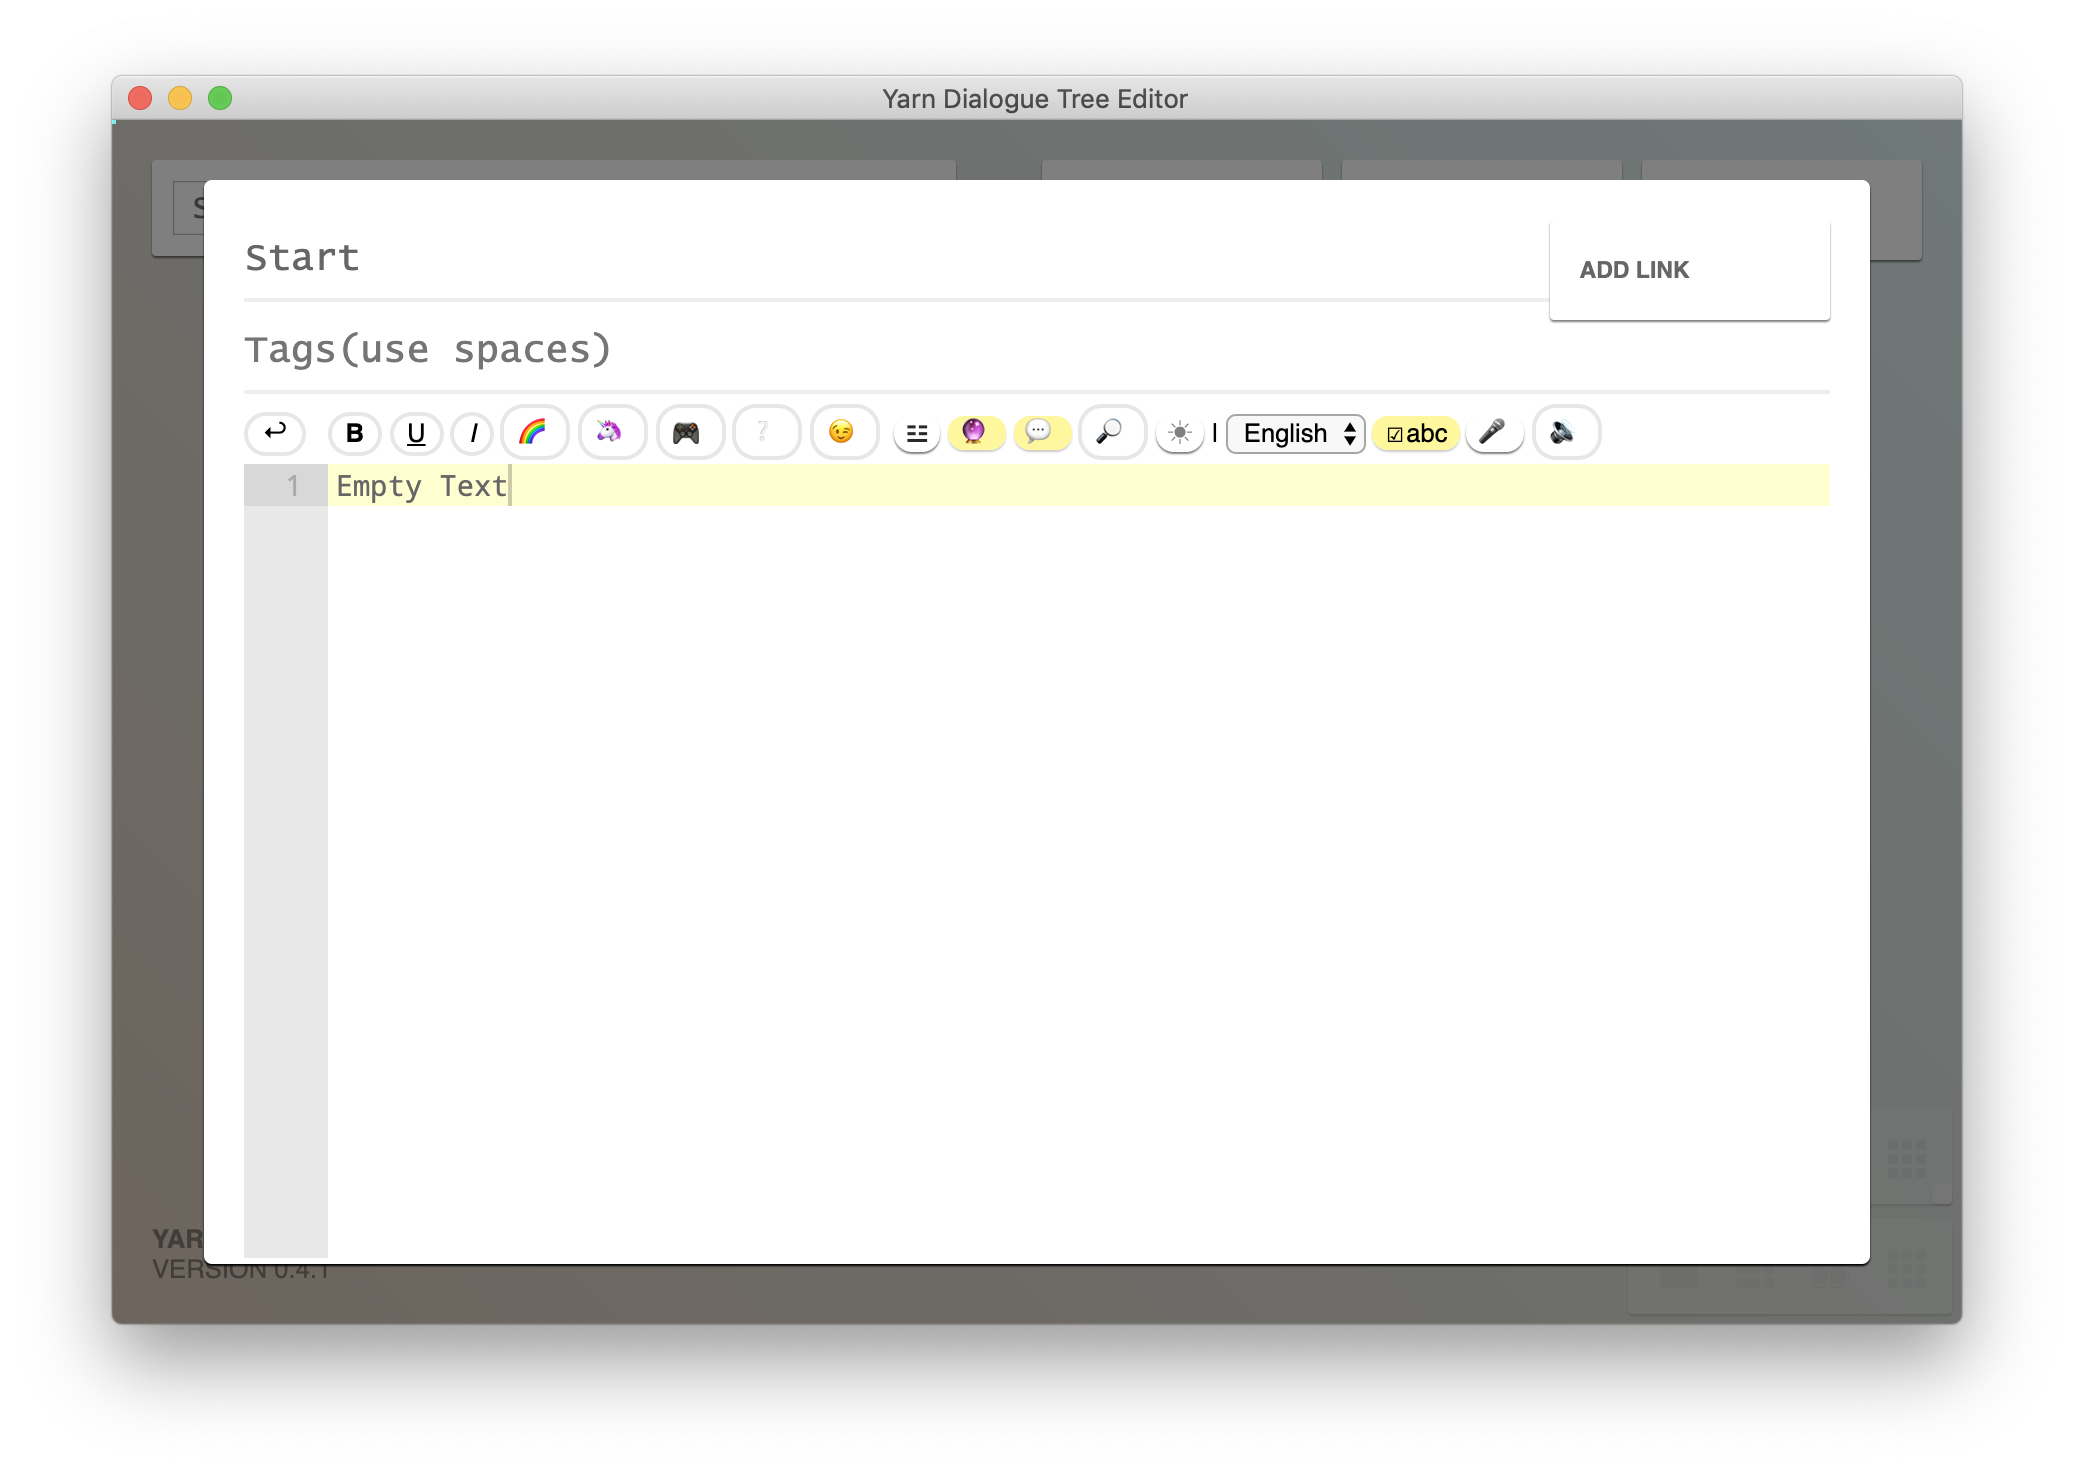 Yarn Dialogue Tree Editor
Start
ADD LINK
Tags(use spaces)
B U I English ☑abc
1 Empty Text
YAR
VERSION 0.4.1